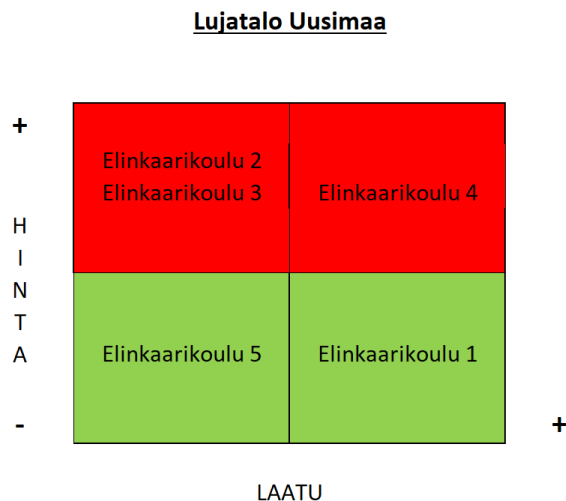 Lujatalo Uusimaa
+
Elinkaarikoulu 2
Elinkaarikoulu 3
Elinkaarikoulu 4
H
I
N
T
A
Elinkaarikoulu 5
Elinkaarikoulu 1
-
+
LAATU